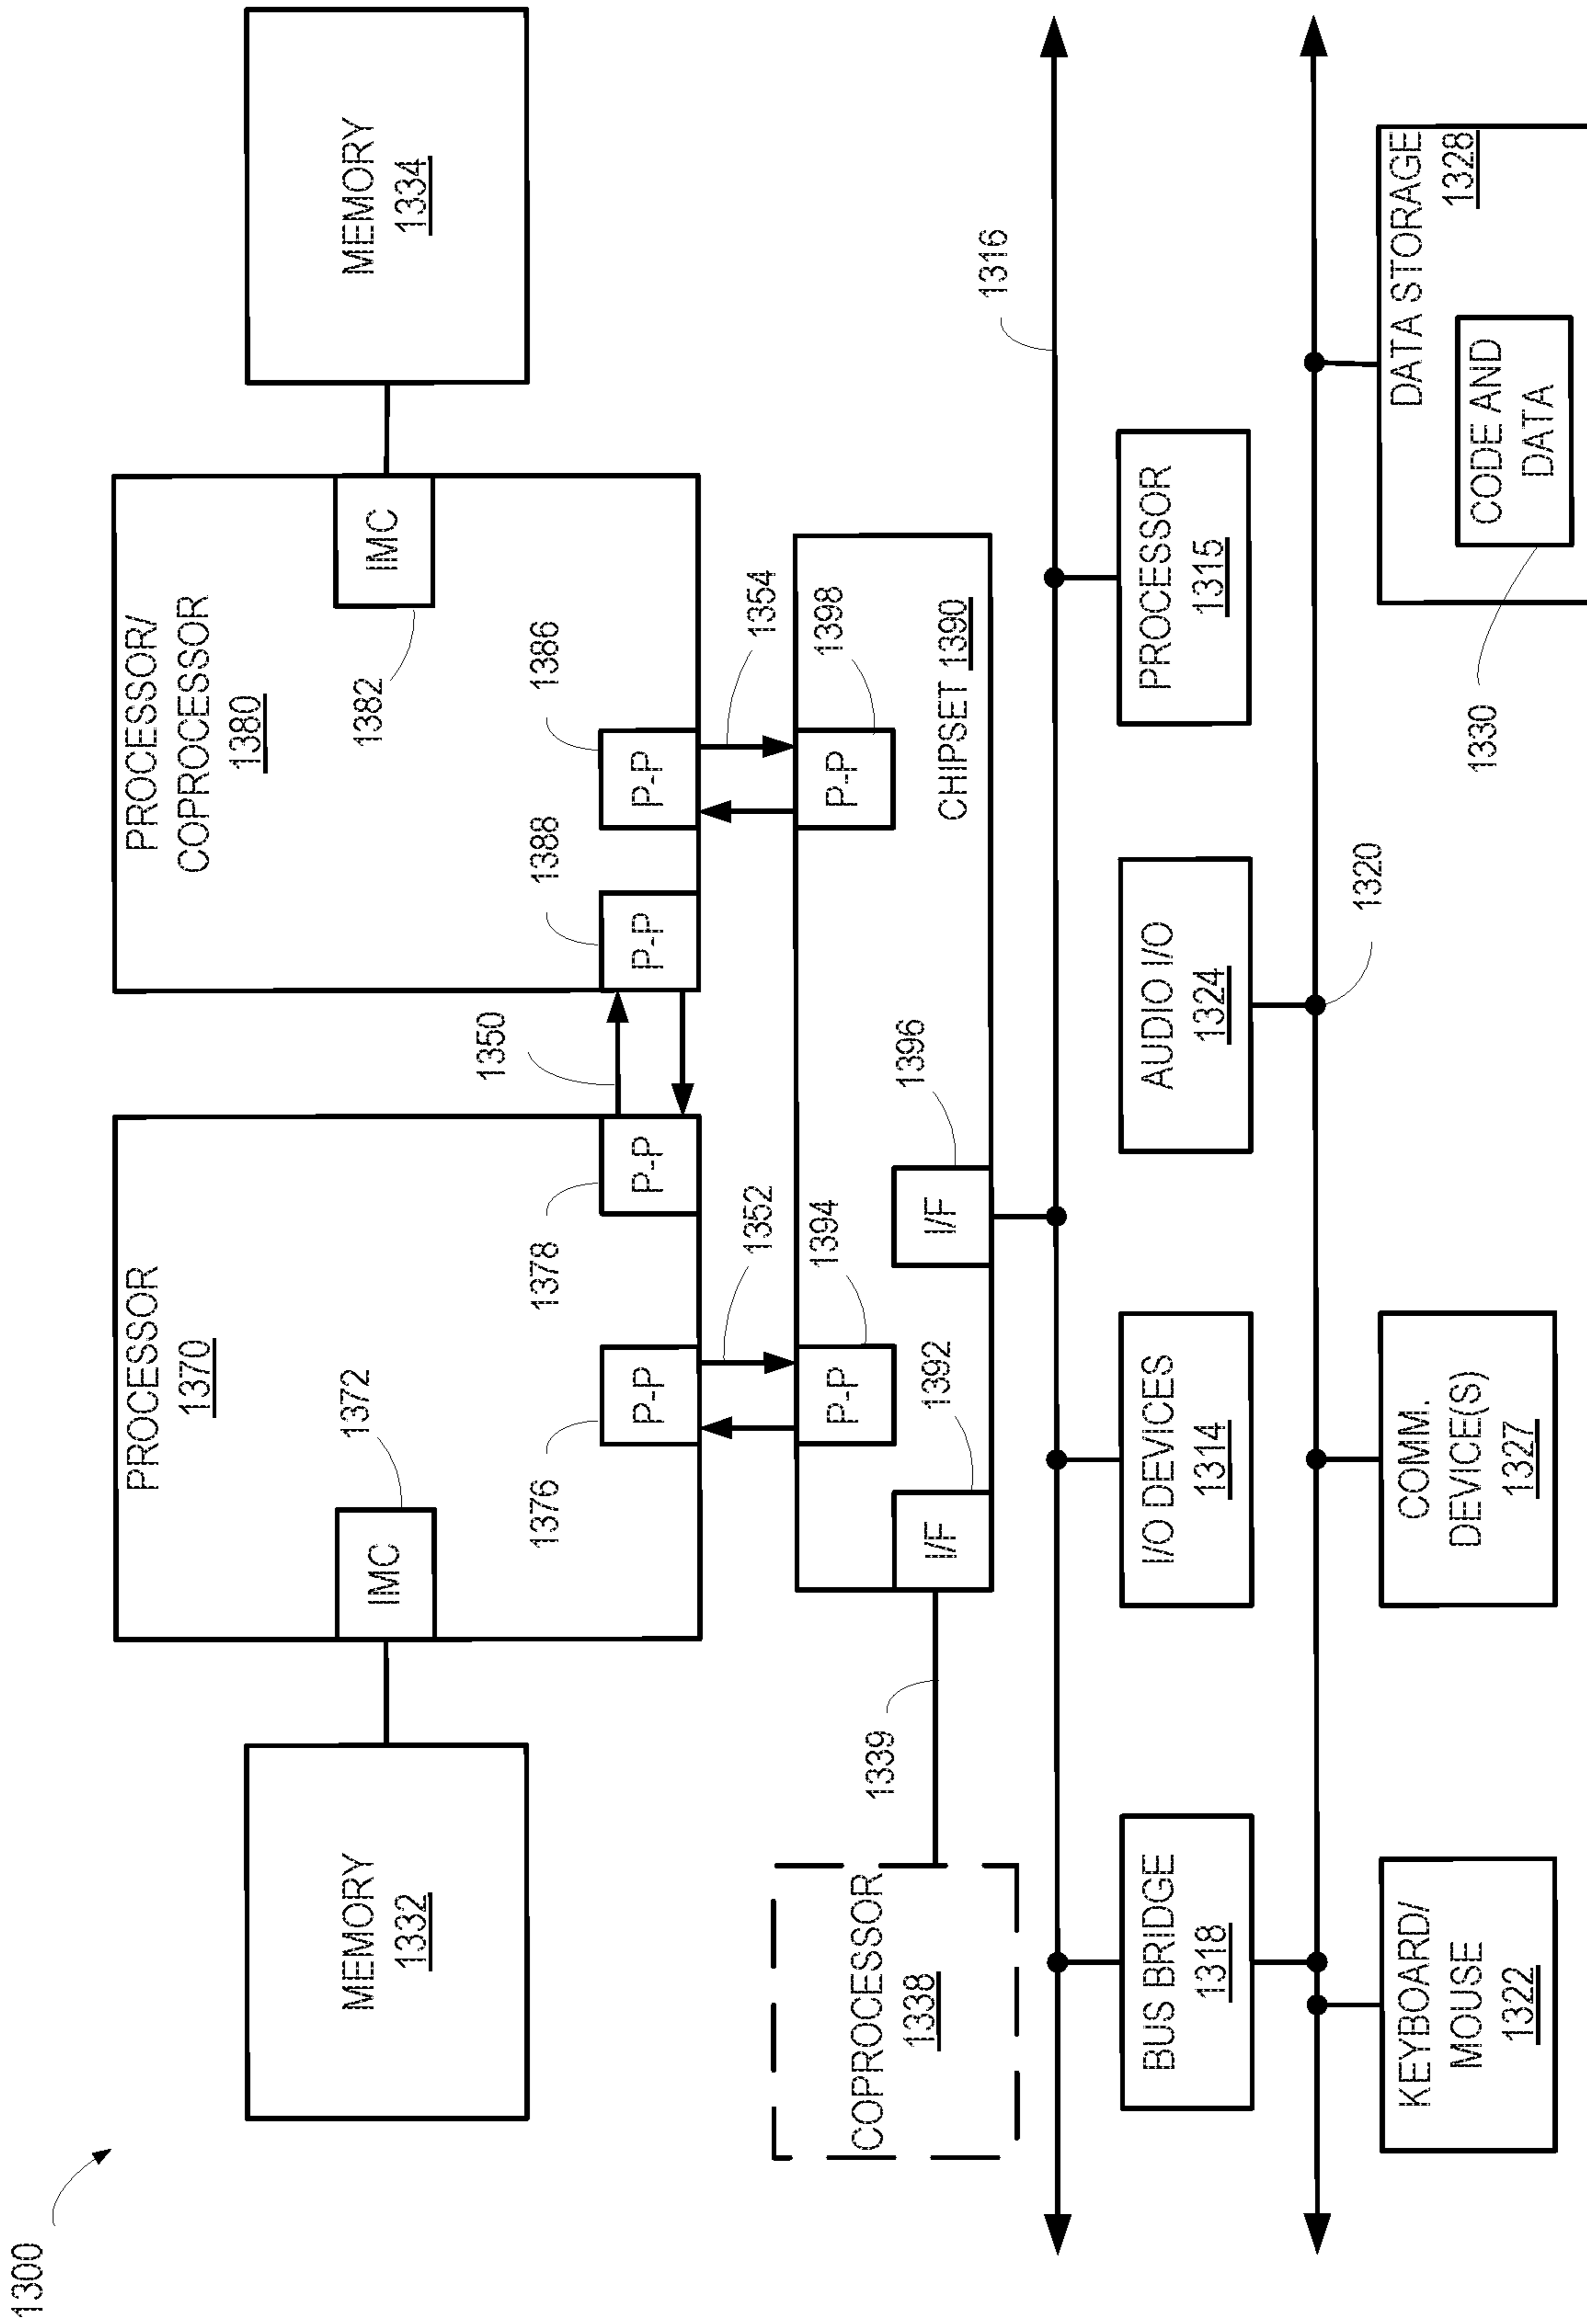 1300
MEMORY
1332
PROCESSOR
1370
IMC
1372
1376
P-P
1378
P-P
1350
PROCESSOR/
COPROCESSOR
1380
IMC
1382
1388
P-P
1386
P-P
MEMORY
1334
1352
1354
COPROCESSOR
1338
1339
I/F
1392
P-P
1394
I/F
1396
P-P
1398
CHIPSET 1390
1316
BUS BRIDGE
1318
I/O DEVICES
1314
AUDIO I/O
1324
PROCESSOR
1315
1320
KEYBOARD/
MOUSE
1322
COMM.
DEVICE(S)
1327
DATA STORAGE
1328
CODE AND
DATA
1330